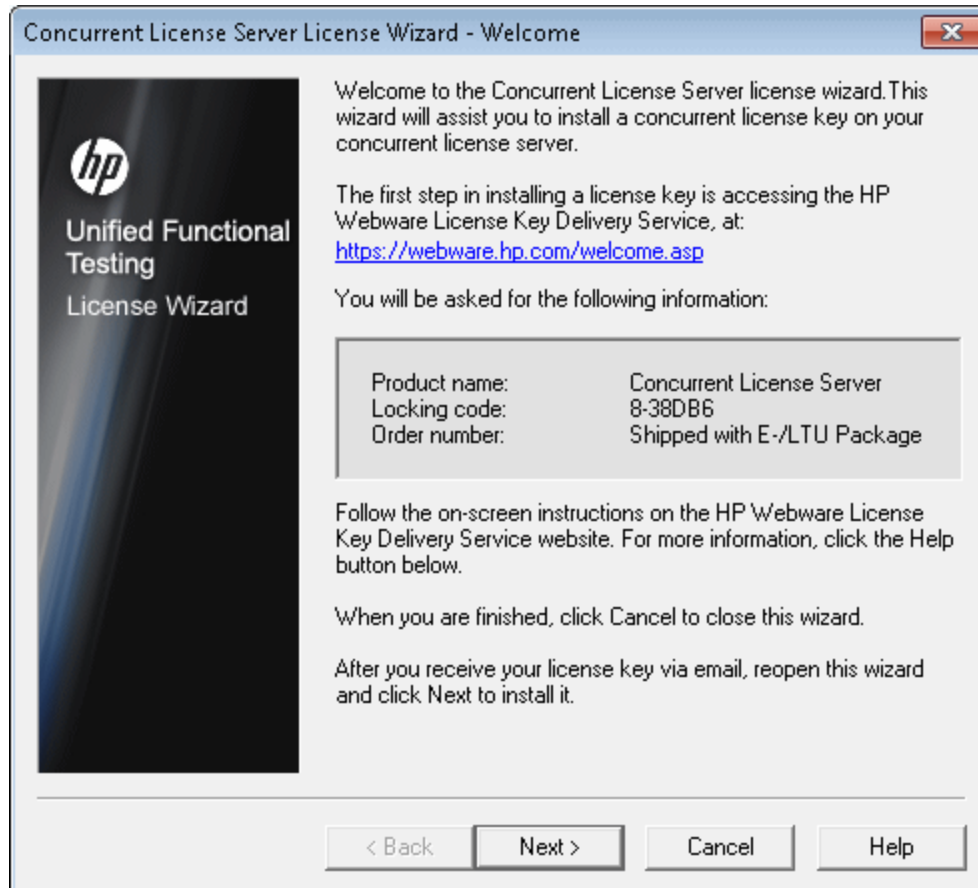 Concurrent License Server License Wizard - Welcome
hp
Unified Functional
Testing
License Wizard
Welcome to the Concurrent License Server license wizard.This
wizard will assist you to install a concurrent license key on your
concurrent license server.
The first step in installing a license key is accessing the HP
Webware License Key Delivery Service, at:
https://webware.hp.com/welcome.asp
You will be asked for the following information:
Product name: Concurrent License Server
Locking code: 8-38DB6
Order number: Shipped with E-/LTU Package
Follow the on-screen instructions on the HP Webware License
Key Delivery Service website. For more information, click the Help
button below.
When you are finished, click Cancel to close this wizard.
After you receive your license key via email, reopen this wizard
and click Next to install it.
< Back Next > Cancel Help